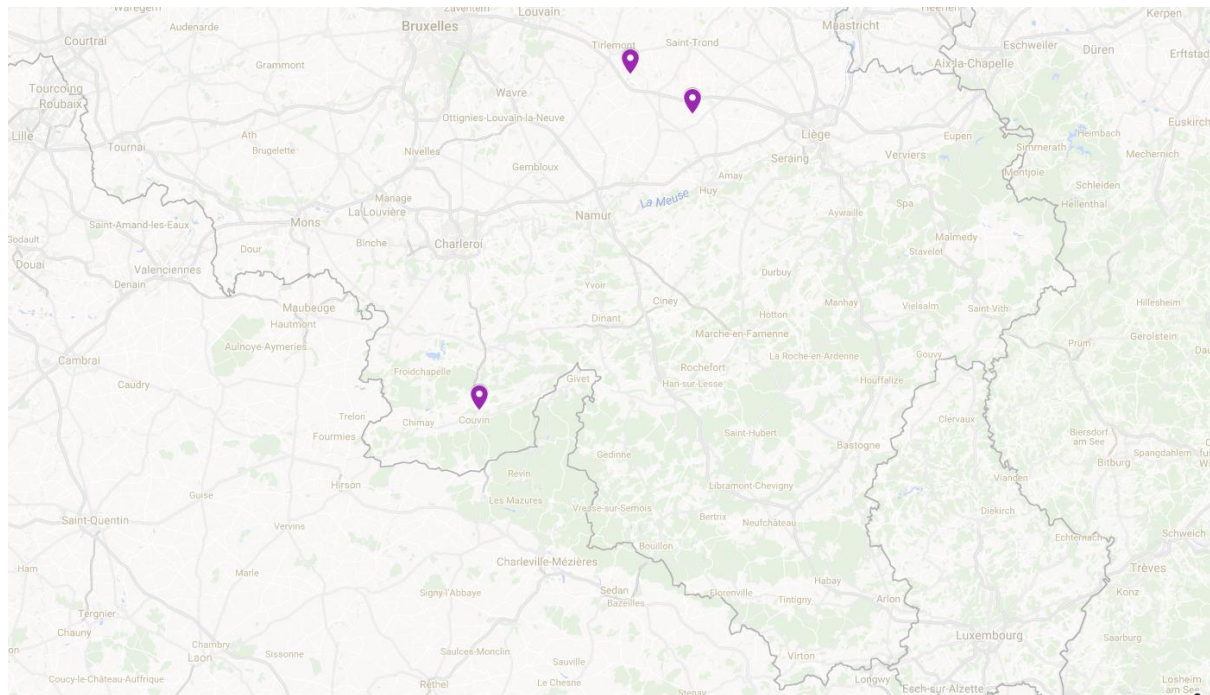 Waregem
Zaventem
Louvain
Maastricht
Heerlen
Kerpen
Audenarde
Bruxelles
Courtrai
Tirlemont
Saint-Trond
Eschweiler
Düren
Erftstadt
Grammont
Aix-la-Chapelle
Tourcoing
Roubaix
Wavre
Euskirchen
Ottignies-Louvain-la-Neuve
Lille
Ath
Liège
Eupen
Heimbach
Tournai
Brugelette
Nivelles
Simmerath
Mechernich
Gembloux
Seraing
Verviers
Montjoie
Amay
Schleiden
Manage
Huy
La Meuse
Spa
Hellenthal
La Louvière
Namur
Aywaille
Saint-Amand-les-Eaux
Mons
Godault
Binche
Charleroi
Malmedy
Dour
Stavelot
Douai
Valenciennes
Durbuy
Denain
Yvoir
Ciney
Maubeuge
Manhay
Vielsalm
Saint-Vith
Hillesheim
Hautmont
Dinant
Hotton
Marche-en-Famenne
Gerolstein
Aulnoye-Aymeries
Prum
La Roche-en-Ardenne
Gouvy
Cambrai
Froidchapelle
Rochefort
Givet
Houffalize
Caudry
Han-sur-Lesse
Trelon
Chimay
Couvin
Clervaux
Fourmies
Saint-Hubert
Biersdorf
am See
Bastogne
Gedinne
Spangdahlem
Bitburg
Revin
Hirson
Vianden
Libramont-Chevigny
Guise
Les Mazures
Vresse-sur-Semois
Diekirch
Saint-Quentin
Bertrix
Neufchâteau
Vervins
Schweich
Echternach
Bouillon
Charleville-Mézières
Ham
Trèves
Marle
Habay
Sedan
Signy-l'Abbaye
Florenville
Tintigny
Arlon
Konz
Bazeilles
Tergnier
Chauny
Luxembourg
Saarburg
Chambry
Laon
Sissonne
Saulces-Monclin
Virton
Sauville
Coucy-le-Château-Auffrique
Le Chesne
Longwy
Losheim
am See
Rethel
Stenay
Esch-sur-Alzette